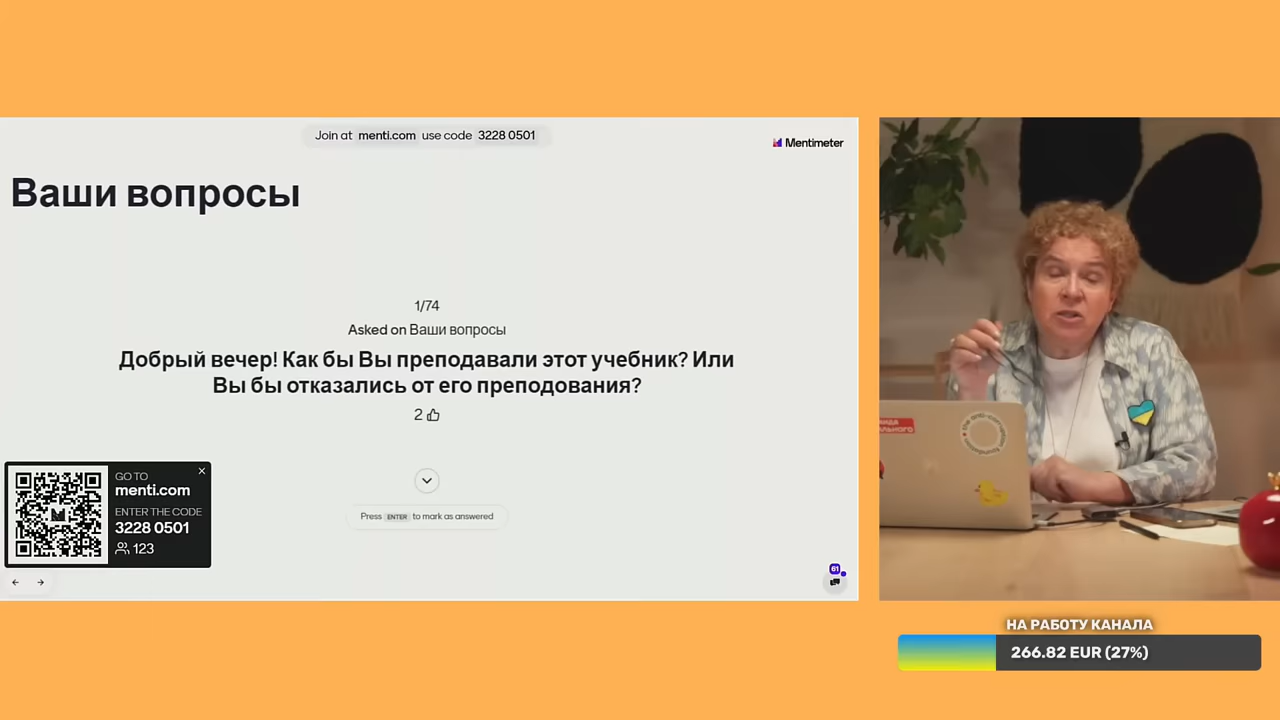 Join at menti.com use code 3228 0501
Mentimeter
Ваши вопросы
1/74
Asked on Ваши вопросы
Добрый вечер! Как бы Вы преподавали этот учебник? Или
Вы бы отказались от его преподования?
2
GO TO
menti.com
ENTER THE CODE
3228 0501
123
Press ENTER to mark as answered
61
НА РАБОТУ КАНАЛА
266.82 EUR (27%)